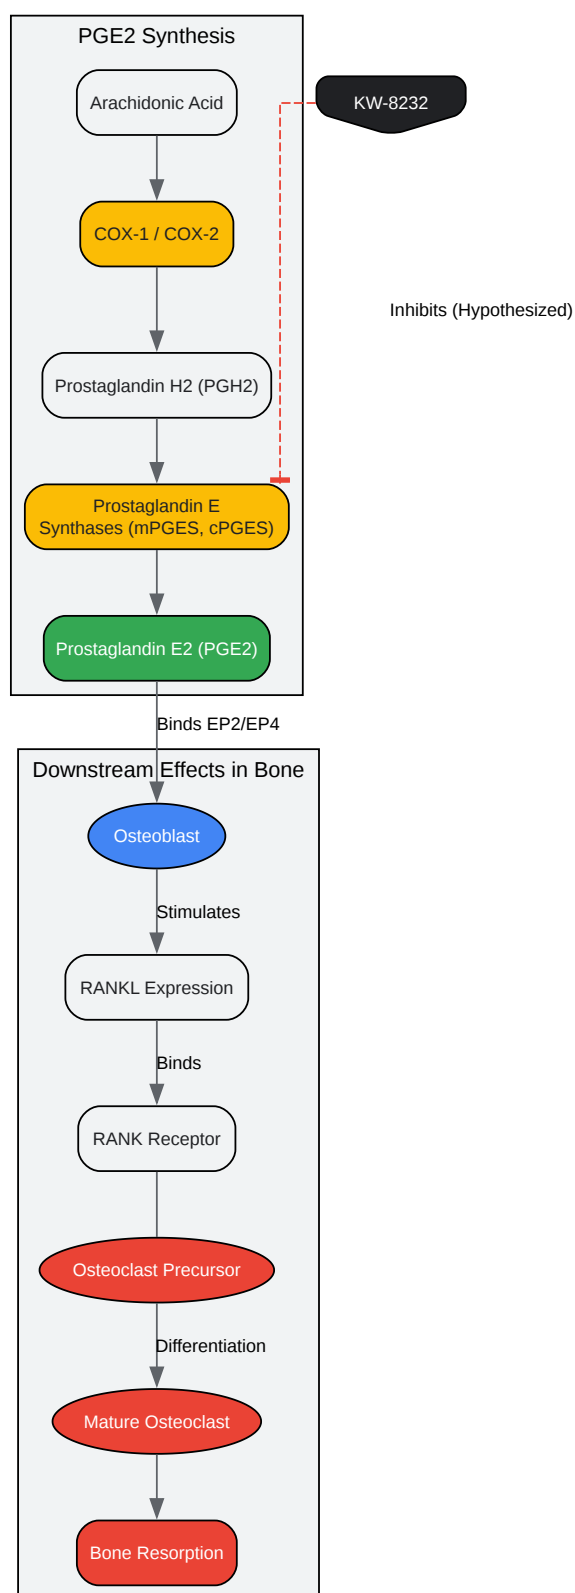 PGE2 Synthesis
Arachidonic Acid
KW-8232
COX-1 / COX-2
Inhibits (Hypothesized)
Prostaglandin H2 (PGH2)
Prostaglandin E
Synthases (mPGES, cPGES)
Prostaglandin E2 (PGE2)
Binds EP2/EP4
Downstream Effects in Bone
Osteoblast
Stimulates
RANKL Expression
Binds
RANK Receptor
Osteoclast Precursor
Differentiation
Mature Osteoclast
Bone Resorption